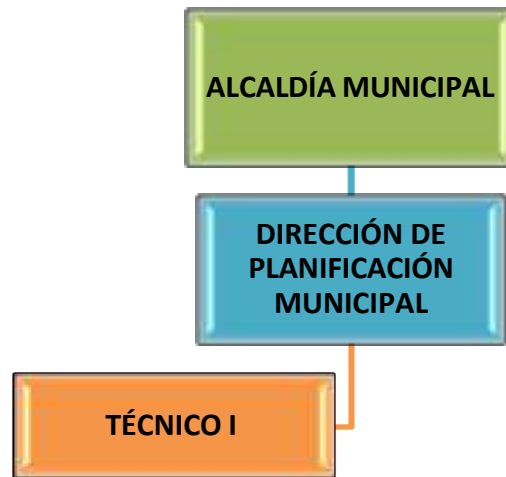 ALCALDÍA MUNICIPAL
DIRECCIÓN DE
PLANIFICACIÓN
MUNICIPAL
TÉCNICO I